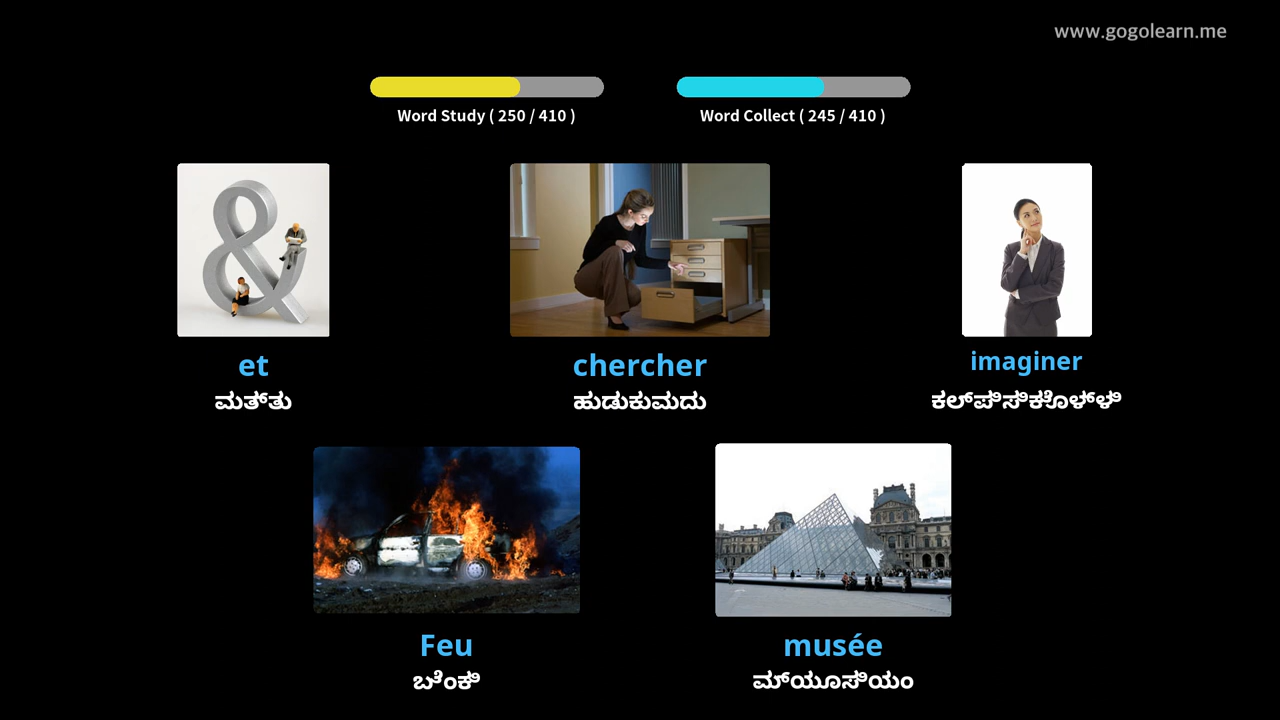 www.gogolearn.me
Word Study ( 250 / 410 )
Word Collect ( 245 / 410 )
et
chercher
imaginer
ಮತ್ತು
ಹುಡುಕುಮದು
ಕಲ್ಪಿಸಿಕೊಳ್ಳಿ
Feu
musée
ಬೆಂಕಿ
ಮ್ಯೂಸಿಯಂ